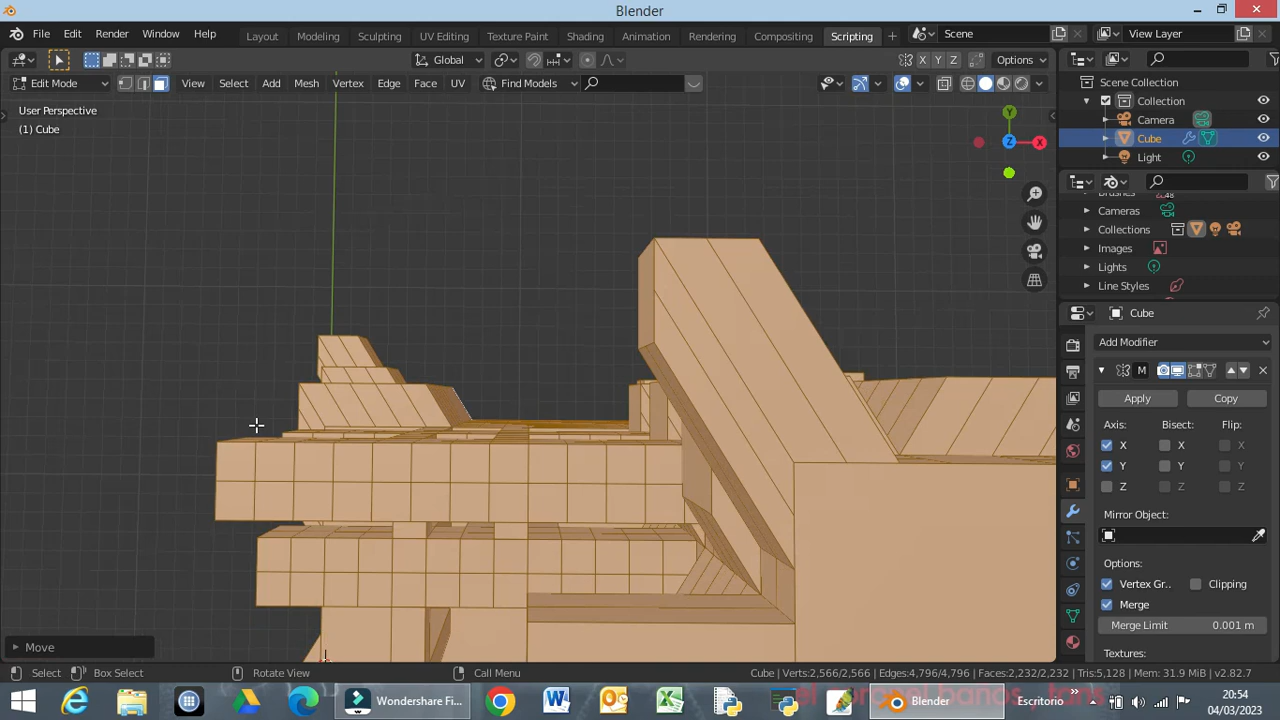 Blender
File Edit Render Window Help
Layout Modeling Sculpting UV Editing Texture Paint Shading Animation Rendering Compositing Scripting
Scene
View Layer
Global
X Y Z
Options
Edit Mode
View Select Add Mesh Vertex Edge Face UV
Find Models
User Perspective
(1) Cube
Y
Z
X
Scene Collection
Collection
Camera
Cube
Light
Cameras
Collections
Images
Lights
Line Styles
Cube
Add Modifier
M
Apply
Copy
Axis: Bisect: Flip:
X X X
Y Y Y
Z Z Z
Mirror Object:
Options:
Vertex Gr..
Clipping
Merge
Merge Limit 0.001 m
Textures:
Move
Select
Box Select
Rotate View
Call Menu
Cube | Verts:2,566/2,566 | Edges:4,796/4,796 | Faces:2,232/2,232 | Tris:5,128 | Mem: 31.9 MiB | v2.82.7
Wondershare Fi...
Blender
Escritorio
20:54
04/03/2023